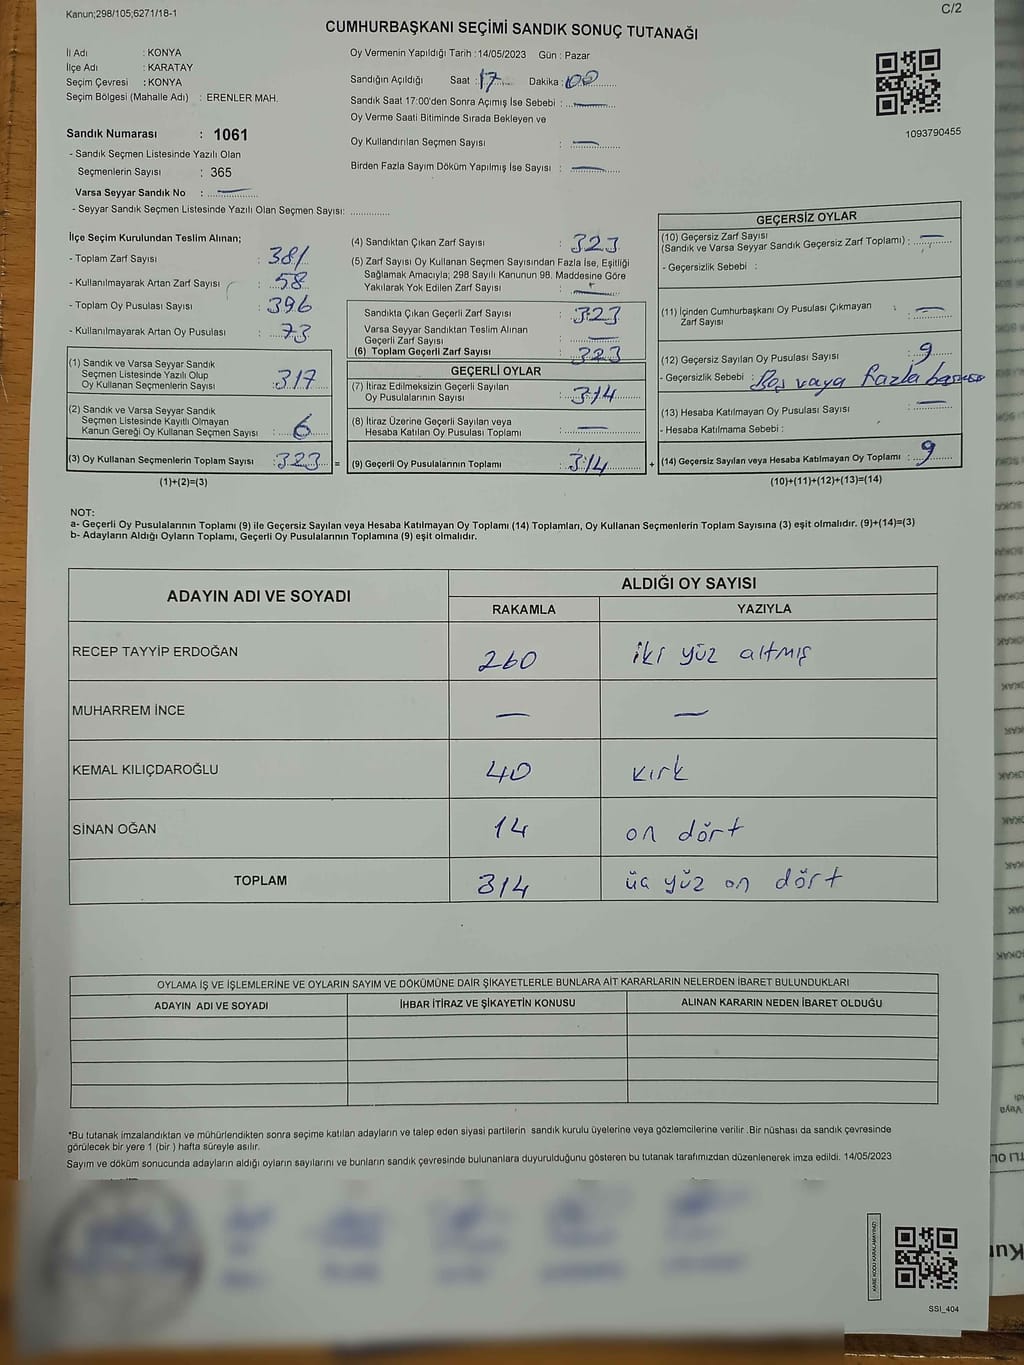 Kanun;298/105;6271/18-1
C/2
CUMHURBAŞKANI SEÇİMİ SANDIK SONUÇ TUTANAĞI
İl Adı : KONYA
İlçe Adı : KARATAY
Seçim Çevresi : KONYA
Seçim Bölgesi (Mahalle Adı) : ERENLER MAH.
Sandık Numarası : 1061
- Sandık Seçmen Listesinde Yazılı Olan
Seçmenlerin Sayısı : 365
Varsa Seyyar Sandık No : —
- Seyyar Sandık Seçmen Listesinde Yazılı Olan Seçmen Sayısı: ..............
Oy Vermenin Yapıldığı Tarih :14/05/2023 Gün : Pazar
Sandığın Açıldığı Saat : 17 Dakika : 00
Sandık Saat 17:00'den Sonra Açımış İse Sebebi : —
Oy Verme Saati Bitiminde Sırada Bekleyen ve
Oy Kullandırılan Seçmen Sayısı : —
Birden Fazla Sayım Döküm Yapılmış İse Sayısı : —
1093790455
İlçe Seçim Kurulundan Teslim Alınan;
- Toplam Zarf Sayısı : 381
- Kullanılmayarak Artan Zarf Sayısı : 58
- Toplam Oy Pusulası Sayısı : 396
- Kullanılmayarak Artan Oy Pusulası : 73
(1) Sandık ve Varsa Seyyar Sandık
Seçmen Listesinde Yazılı Olup
Oy Kullanan Seçmenlerin Sayısı : 317
(2) Sandık ve Varsa Seyyar Sandık
Seçmen Listesinde Kayıtlı Olmayan
Kanun Gereği Oy Kullanan Seçmen Sayısı : 6
(3) Oy Kullanan Seçmenlerin Toplam Sayısı : 323 =
(1)+(2)=(3)
(4) Sandıktan Çıkan Zarf Sayısı : 323
(5) Zarf Sayısı Oy Kullanan Seçmen Sayısından Fazla İse, Eşitliği
Sağlamak Amacıyla; 298 Sayılı Kanunun 98. Maddesine Göre
Yakılarak Yok Edilen Zarf Sayısı : —
Sandıkta Çıkan Geçerli Zarf Sayısı : 323
Varsa Seyyar Sandıktan Teslim Alınan
Geçerli Zarf Sayısı : —
(6) Toplam Geçerli Zarf Sayısı : 323
GEÇERLİ OYLAR
(7) İtiraz Edilmeksizin Geçerli Sayılan
Oy Pusulalarının Sayısı : 314
(8) İtiraz Üzerine Geçerli Sayılan veya
Hesaba Katılan Oy Pusulası Toplamı : —
(9) Geçerli Oy Pusulalarının Toplamı : 314 +
GEÇERSİZ OYLAR
(10) Geçersiz Zarf Sayısı
(Sandık ve Varsa Seyyar Sandık Geçersiz Zarf Toplamı) : —
- Geçersizlik Sebebi :
(11) İçinden Cumhurbaşkanı Oy Pusulası Çıkmayan
Zarf Sayısı : —
(12) Geçersiz Sayılan Oy Pusulası Sayısı : 9
- Geçersizlik Sebebi : Boş vaya fazla
(13) Hesaba Katılmayan Oy Pusulası Sayısı : —
- Hesaba Katılmama Sebebi :
(14) Geçersiz Sayılan veya Hesaba Katılmayan Oy Toplamı : 9
(10)+(11)+(12)+(13)=(14)
NOT:
a- Geçerli Oy Pusulalarının Toplamı (9) ile Geçersiz Sayılan veya Hesaba Katılmayan Oy Toplamı (14) Toplamları, Oy Kullanan Seçmenlerin Toplam Sayısına (3) eşit olmalıdır. (9)+(14)=(3)
b- Adayların Aldığı Oyların Toplamı, Geçerli Oy Pusulalarının Toplamına (9) eşit olmalıdır.
ADAYIN ADI VE SOYADI ALDIĞI OY SAYISI
RAKAMLA YAZIYLA
RECEP TAYYİP ERDOĞAN 260 iki yüz altmış
MUHARREM İNCE — —
KEMAL KILIÇDAROĞLU 40 kırk
SİNAN OĞAN 14 on dört
TOPLAM 314 üç yüz on dört
OYLAMA İŞ VE İŞLEMLERİNE VE OYLARIN SAYIM VE DÖKÜMÜNE DAİR ŞİKAYETLERLE BUNLARA AİT KARARLARIN NELERDEN İBARET BULUNDUKLARI
ADAYIN ADI VE SOYADI İHBAR İTİRAZ VE ŞİKAYETİN KONUSU ALINAN KARARIN NEDEN İBARET OLDUĞU
*Bu tutanak imzalandıktan ve mühürlendikten sonra seçime katılan adayların ve talep eden siyasi partilerin sandık kurulu üyelerine veya gözlemcilerine verilir .Bir nüshası da sandık çevresinde
görülecek bir yere 1 (bir ) hafta süreyle asılır.
Sayım ve döküm sonucunda adayların aldığı oyların sayılarını ve bunların sandık çevresinde bulunanlara duyurulduğunu gösteren bu tutanak tarafımızdan düzenlenerek imza edildi. 14/05/2023
KARE KODU KARALAMAYINIZ!
SSI_404